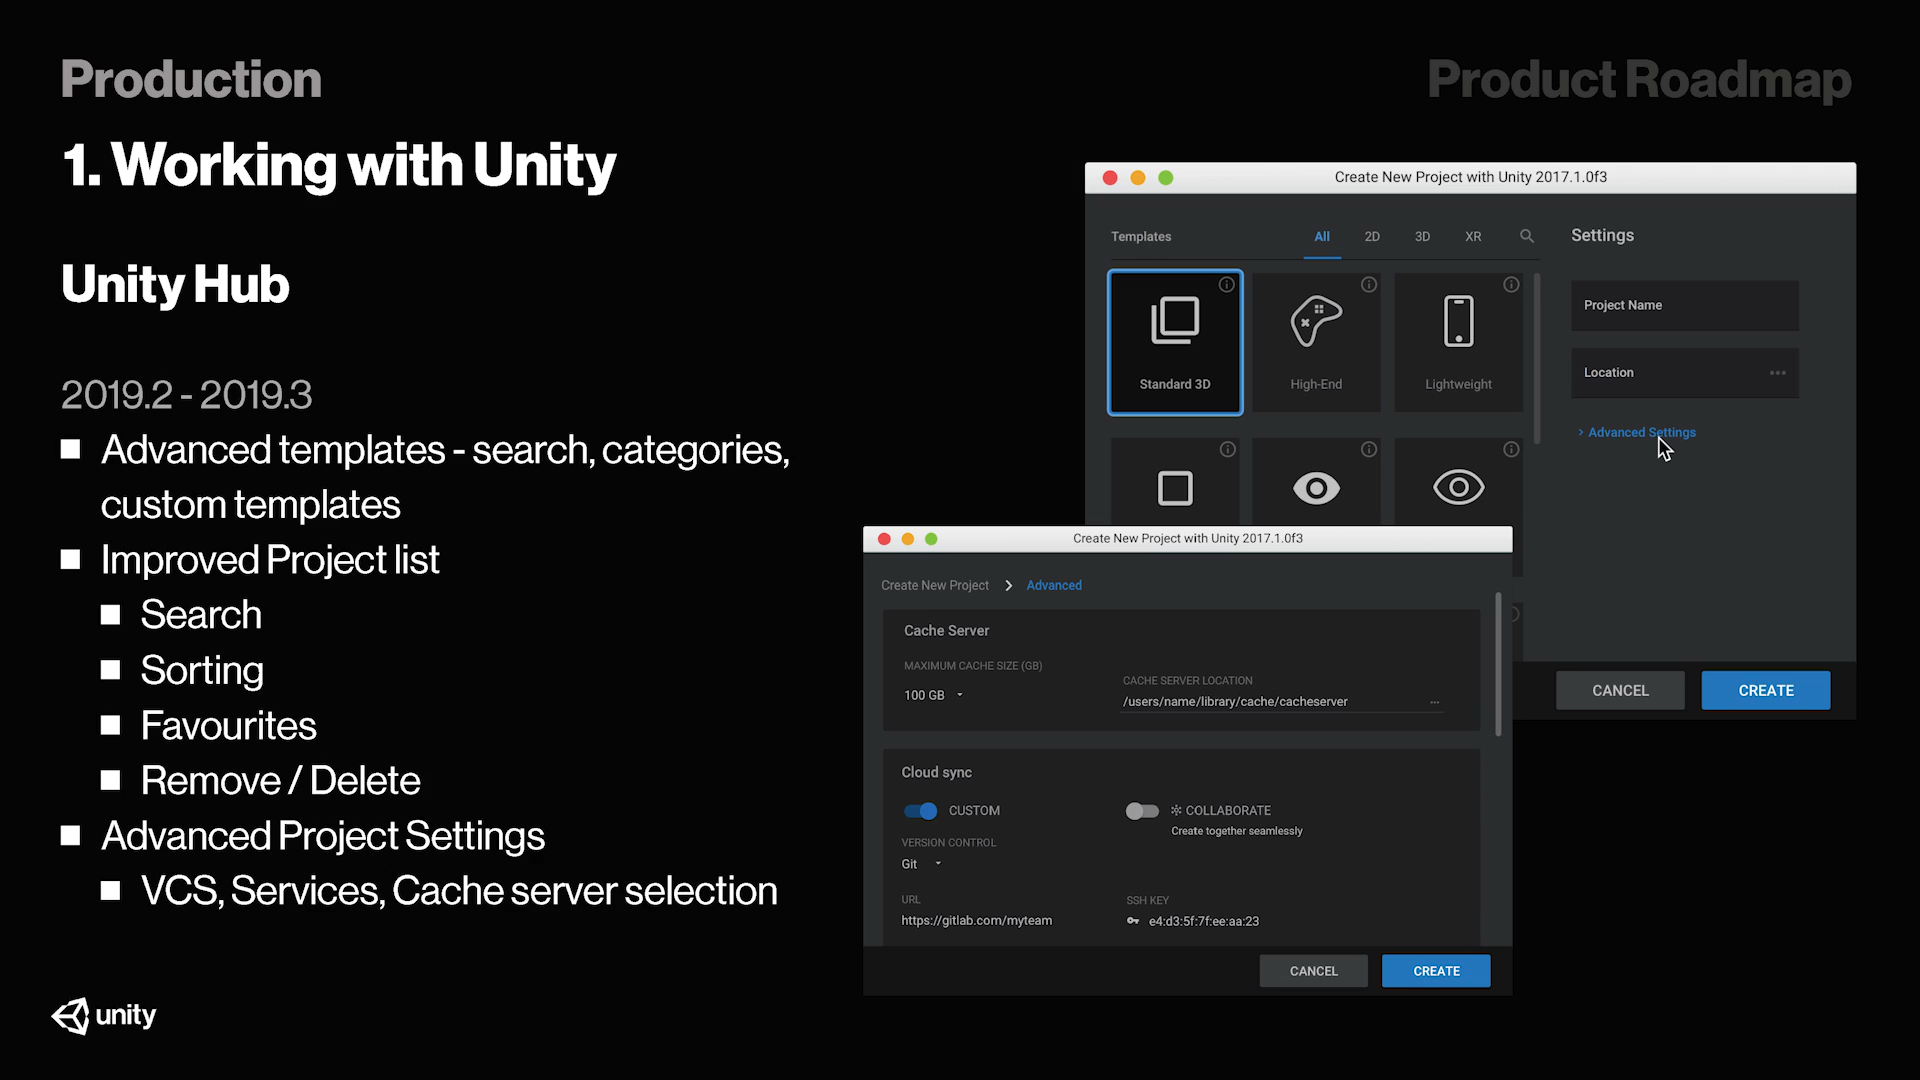 Production
Product Roadmap
1. Working with Unity
Unity Hub
2019.2 - 2019.3
Advanced templates - search, categories,
custom templates
Improved Project list
Search
Sorting
Favourites
Remove / Delete
Advanced Project Settings
VCS, Services, Cache server selection
unity
Create New Project with Unity 2017.1.0f3
Templates
All
2D
3D
XR
Settings
Standard 3D
High-End
Lightweight
Project Name
Location
Advanced Settings
CANCEL
CREATE
Create New Project with Unity 2017.1.0f3
Create New Project > Advanced
Cache Server
MAXIMUM CACHE SIZE (GB)
100 GB
CACHE SERVER LOCATION
/users/name/library/cache/cacheserver
Cloud sync
CUSTOM
COLLABORATE
Create together seamlessly
VERSION CONTROL
Git
URL
https://gitlab.com/myteam
SSH KEY
e4:d3:5f:7f:ee:aa:23
CANCEL
CREATE